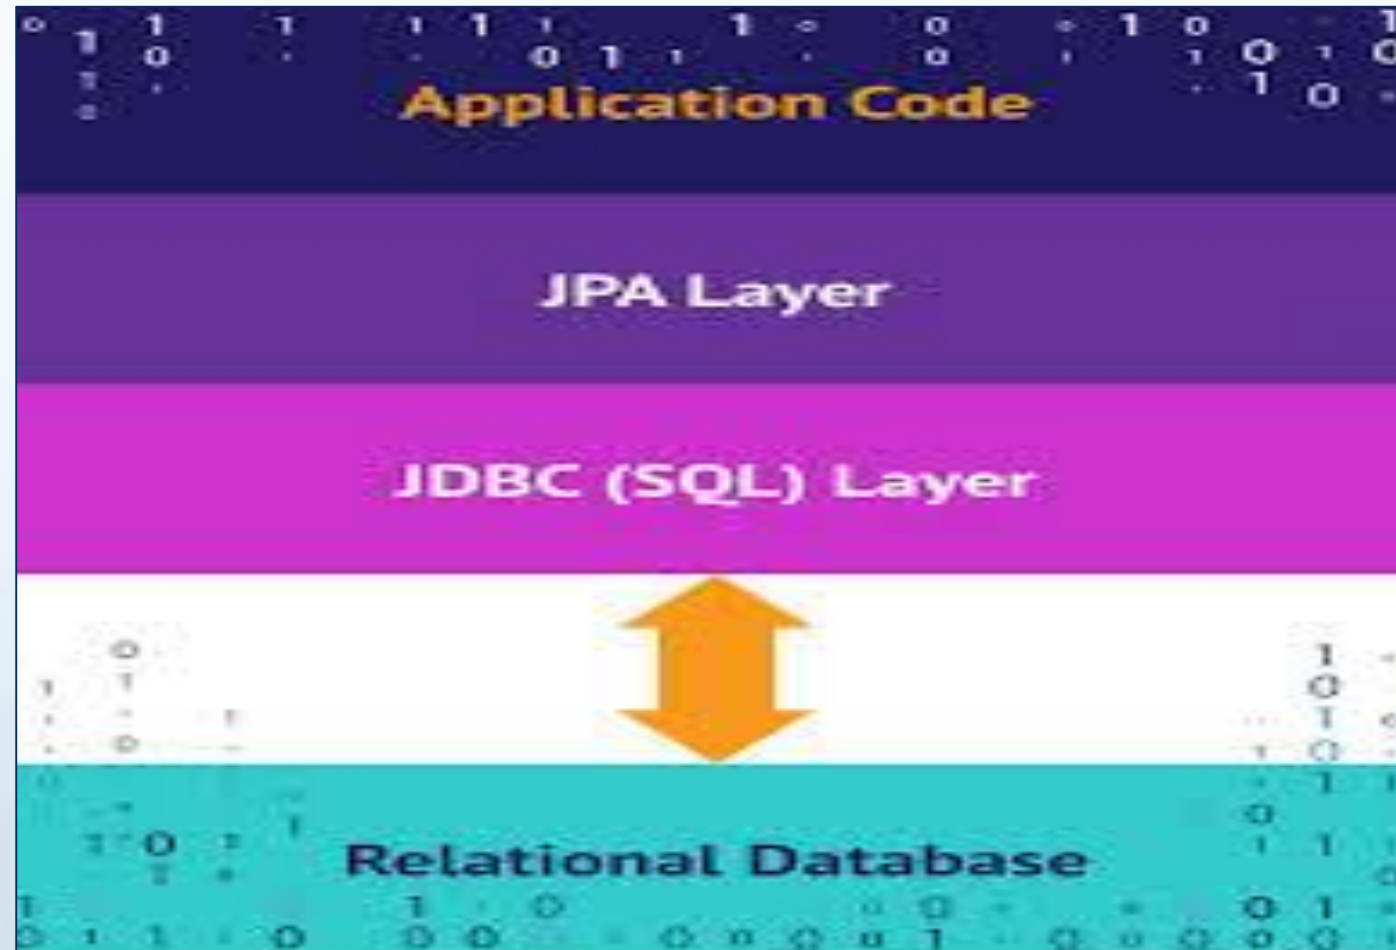 Application Code
JPA Layer
JDBC (SQL) Layer
Relational Database